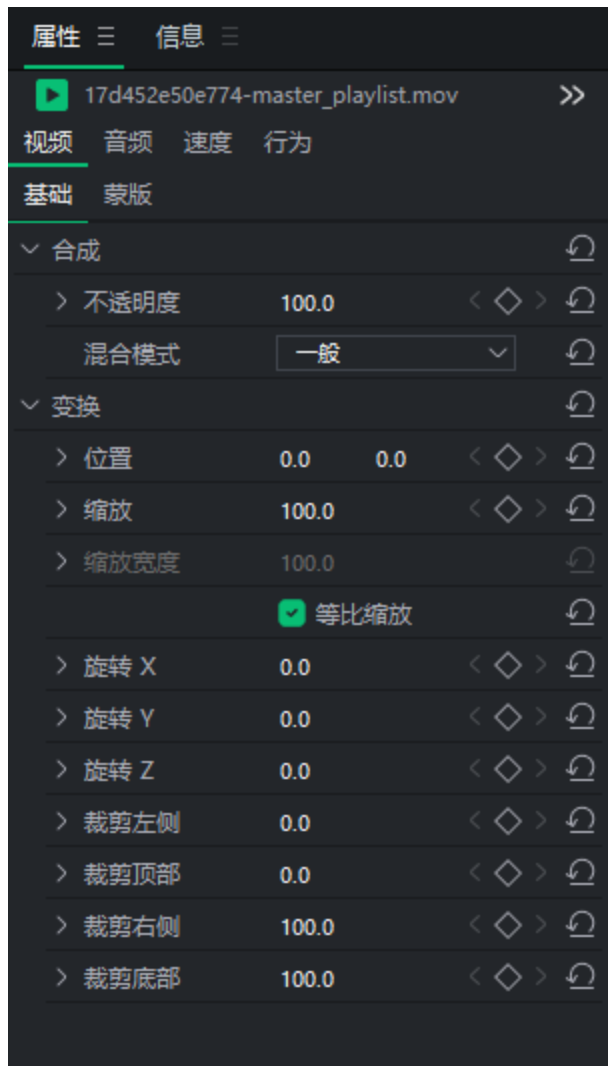 属性 信息
17d452e50e774-master_playlist.mov
视频 音频 速度 行为
基础 蒙版
合成
不透明度 100.0
混合模式 一般
变换
位置 0.0 0.0
缩放 100.0
缩放宽度 100.0
等比缩放
旋转 X 0.0
旋转 Y 0.0
旋转 Z 0.0
裁剪左侧 0.0
裁剪顶部 0.0
裁剪右侧 100.0
裁剪底部 100.0